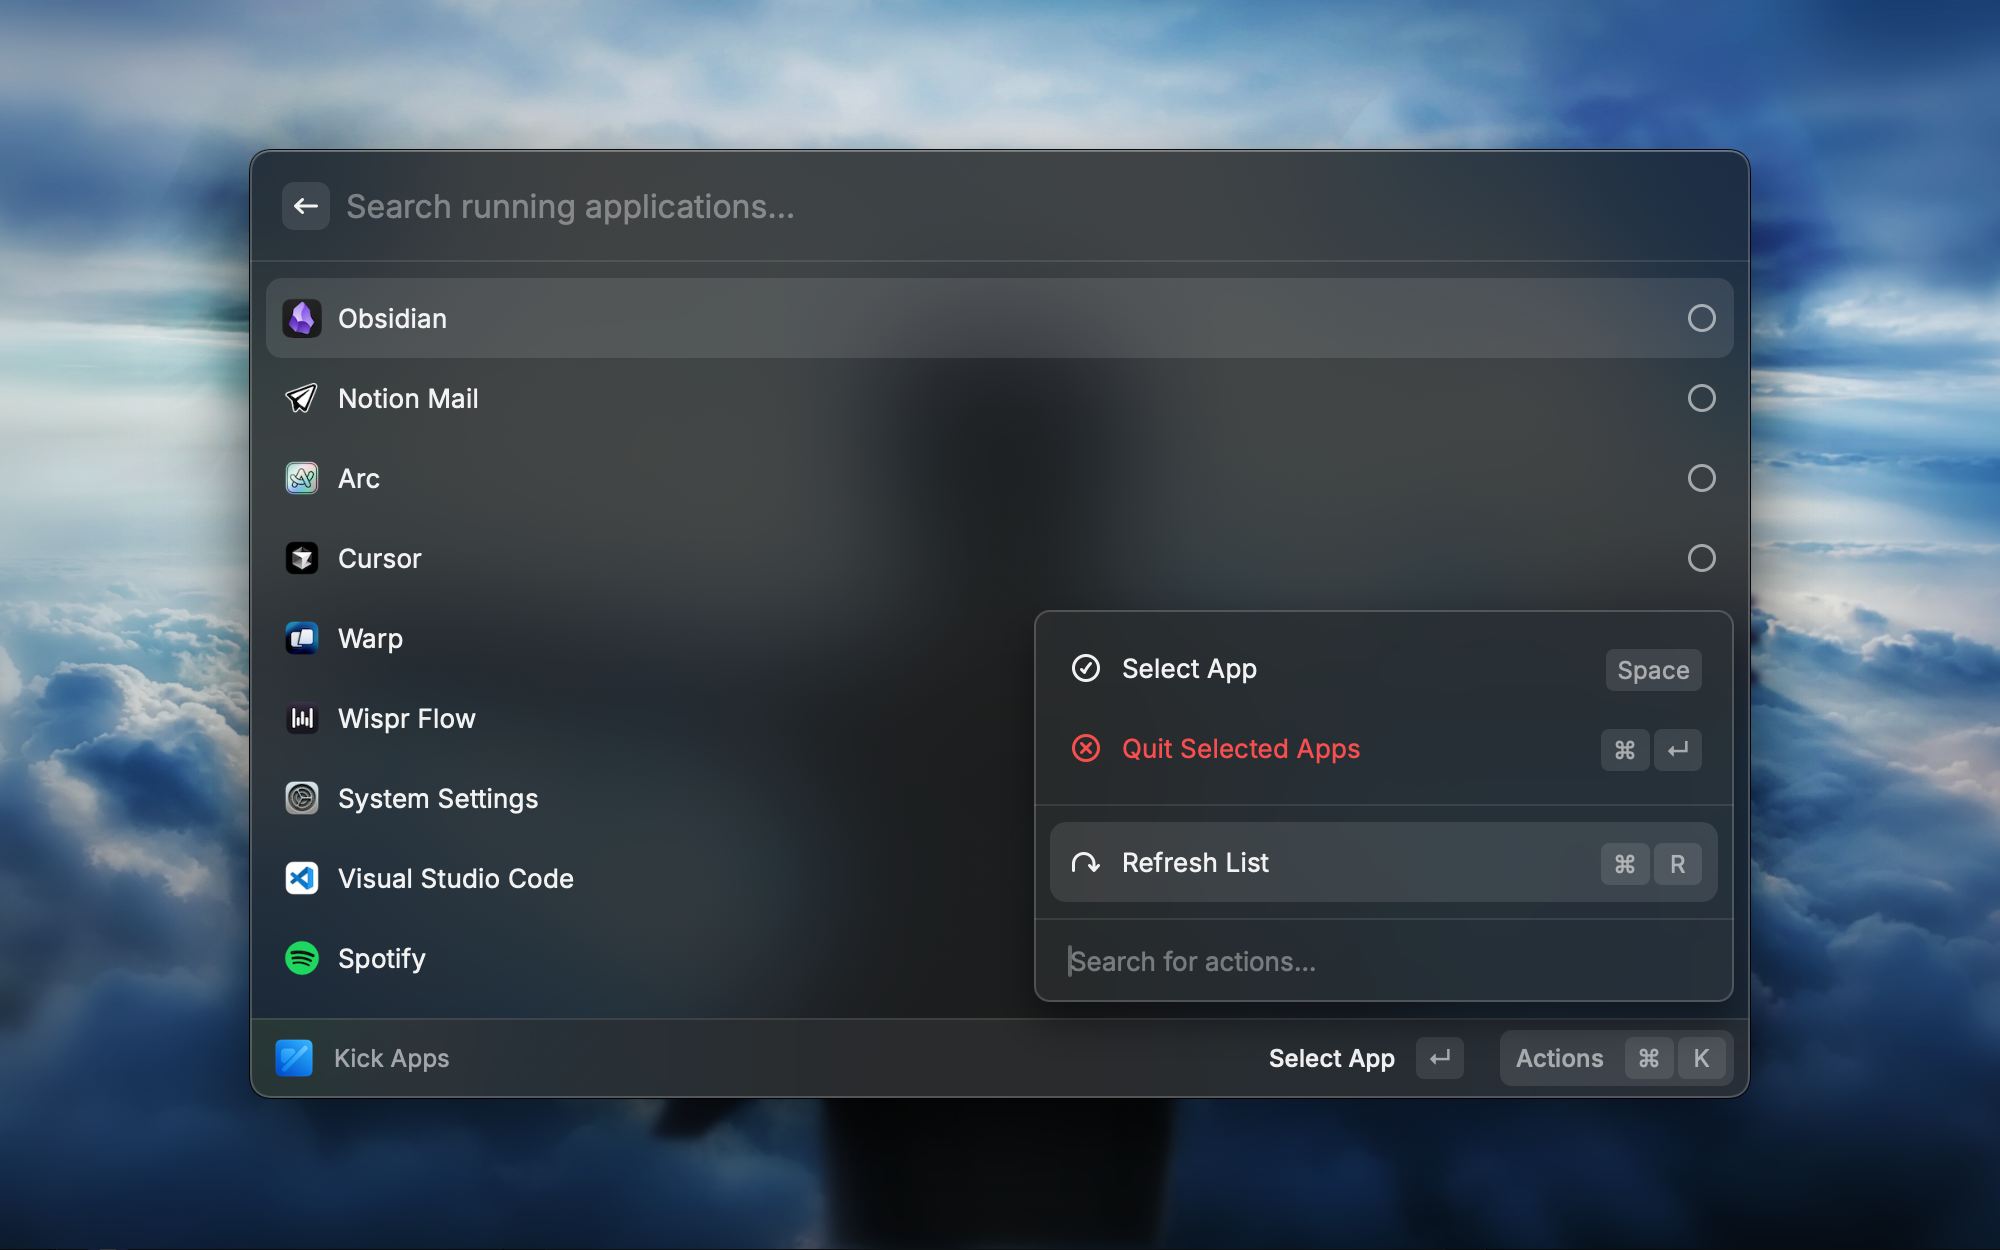 Search running applications...
Obsidian
Notion Mail
Arc
Cursor
Warp
Wispr Flow
System Settings
Visual Studio Code
Spotify
Select App Space
Quit Selected Apps ⌘ ↵
Refresh List ⌘ R
Search for actions...
Kick Apps Select App ↵ Actions ⌘ K